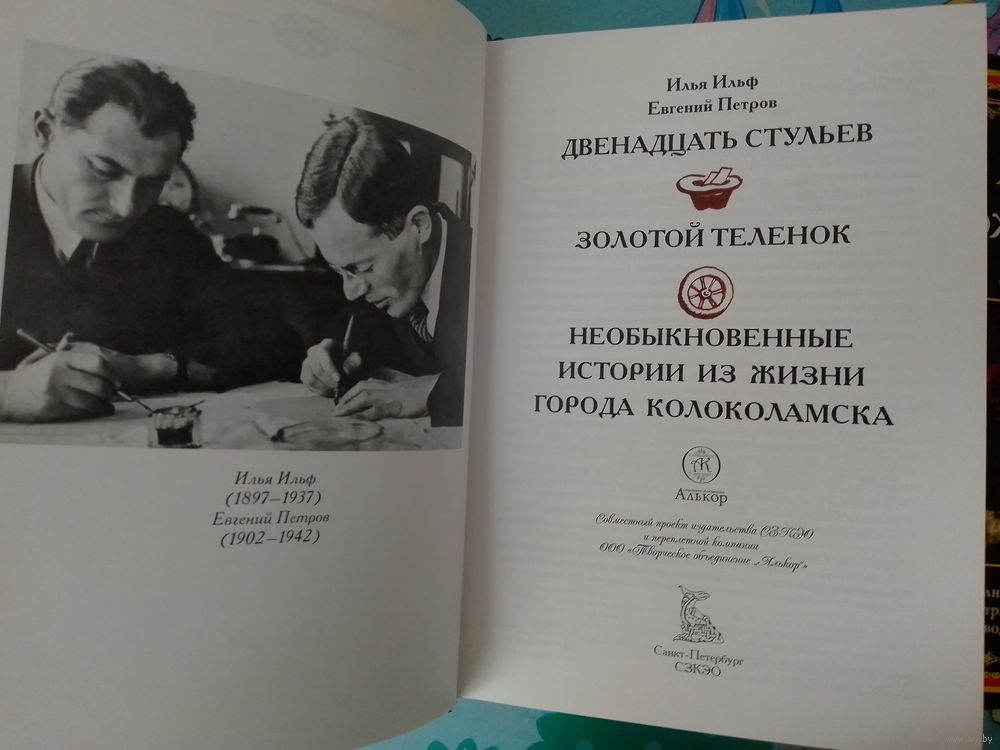 Илья Ильф
(1897–1937)
Евгений Петров
(1902–1942)
Илья Ильф
Евгений Петров
ДВЕНАДЦАТЬ СТУЛЬЕВ
ЗОЛОТОЙ ТЕЛЕНОК
НЕОБЫКНОВЕННЫЕ
ИСТОРИИ ИЗ ЖИЗНИ
ГОРОДА КОЛОКОЛАМСКА
АК
Алькор
Совместный проект издательства СЗКЭО
и переплетной компании
ООО «Творческое объединение „Алькор"»
Санкт-Петербург
СЗКЭО